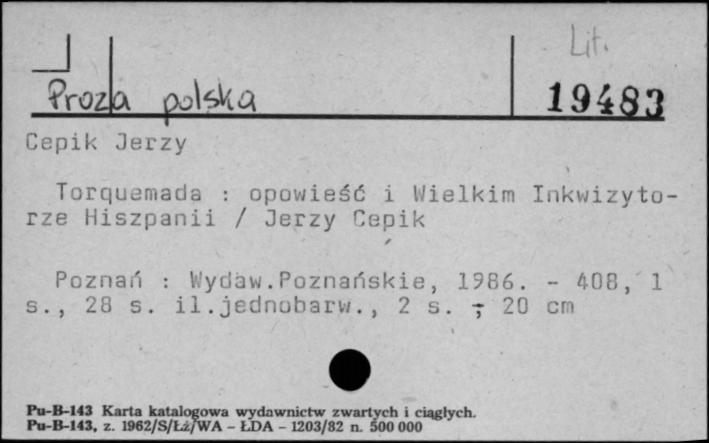 Lit.
Proza polska 19483
Cepik Jerzy
Torquemada : opowieść i Wielkim Inkwizyto-
rze Hiszpanii / Jerzy Cepik
Poznań : Wydaw.Poznańskie, 1986. - 408, 1
s., 28 s. il.jednobarw., 2 s. ; 20 cm
Pu-B-143 Karta katalogowa wydawnictw zwartych i ciągłych.
Pu-B-143, z. 1962/S/Łż/WA - ŁDA - 1203/82 n. 500 000